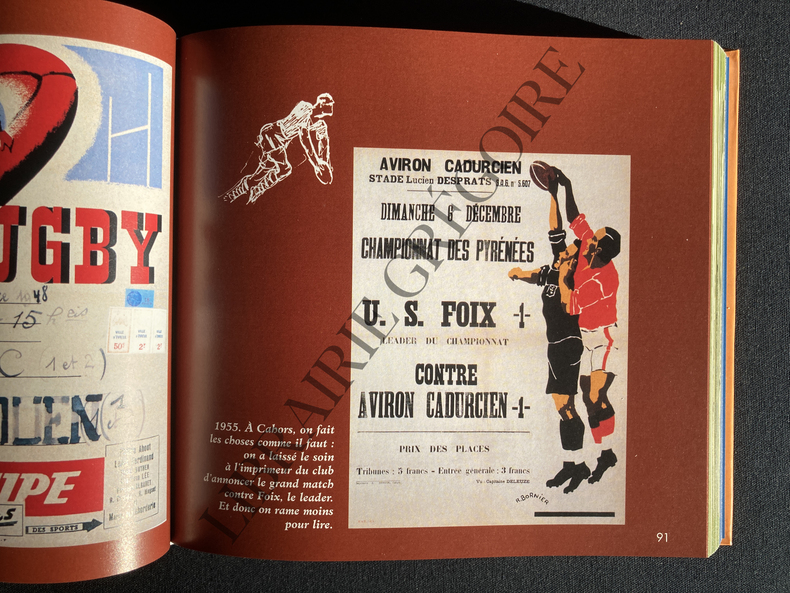 UGBY
1948
15 h
C 1 et 2)
IPE
DES SPORTS
1955. À Cahors, on fait
les choses comme il faut :
on a laissé le soin
à l'imprimeur du club
d'annoncer le grand match
contre Foix, le leader.
Et donc on rame moins
pour lire.
AVIRON CADURCIEN
STADE Lucien DESPRATS
DIMANCHE 6 DÉCEMBRE
CHAMPIONNAT DES PYRÉNÉES
U. S. FOIX -1-
LEADER DU CHAMPIONNAT
CONTRE
AVIRON CADURCIEN -1-
PRIX DES PLACES
Tribunes : 5 francs - Entrée générale : 3 francs
Vu. Capitaine DELEUZE
R. BORNIER
91
LIBRAIRIE GRÉGOIRE